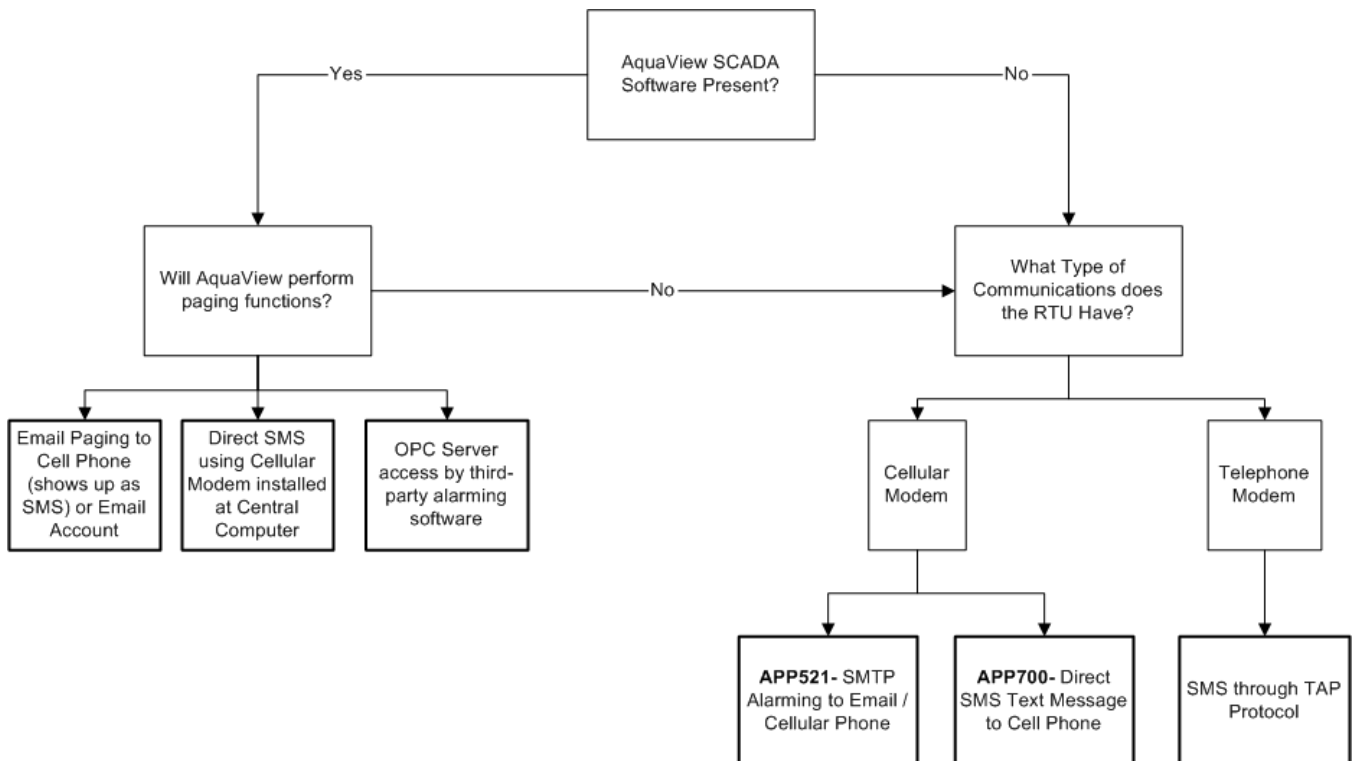 AquaView SCADA
Software Present?
Yes
No
Will AquaView perform
paging functions?
No
What Type of
Communications does
the RTU Have?
Email Paging to
Cell Phone
(shows up as
SMS) or Email
Account
Direct SMS
using Cellular
Modem installed
at Central
Computer
OPC Server
access by third-
party alarming
software
Cellular
Modem
Telephone
Modem
APP521- SMTP
Alarming to Email /
Cellular Phone
APP700- Direct
SMS Text Message
to Cell Phone
SMS through TAP
Protocol